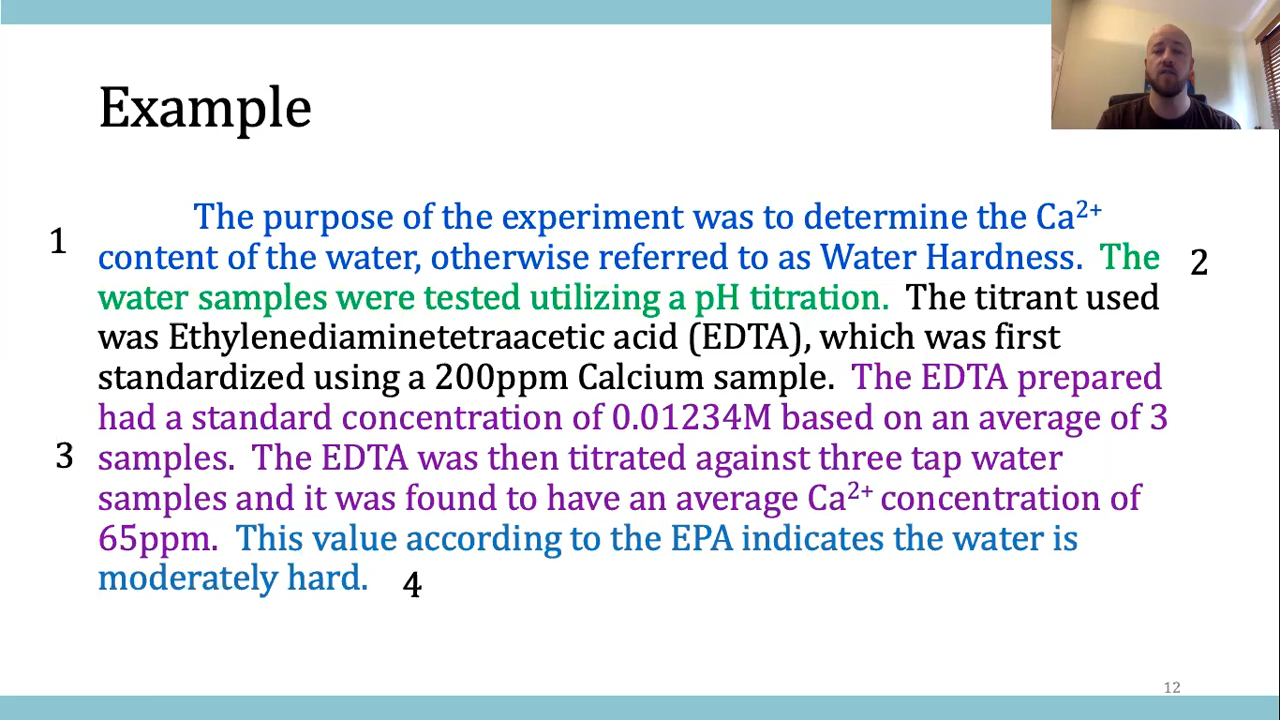 Example
The purpose of the experiment was to determine the Ca²⁺
1
content of the water, otherwise referred to as Water Hardness. The
2
water samples were tested utilizing a pH titration. The titrant used
was Ethylenediaminetetraacetic acid (EDTA), which was first
standardized using a 200ppm Calcium sample. The EDTA prepared
had a standard concentration of 0.01234M based on an average of 3
3
samples. The EDTA was then titrated against three tap water
samples and it was found to have an average Ca²⁺ concentration of
65ppm. This value according to the EPA indicates the water is
moderately hard.
4
12